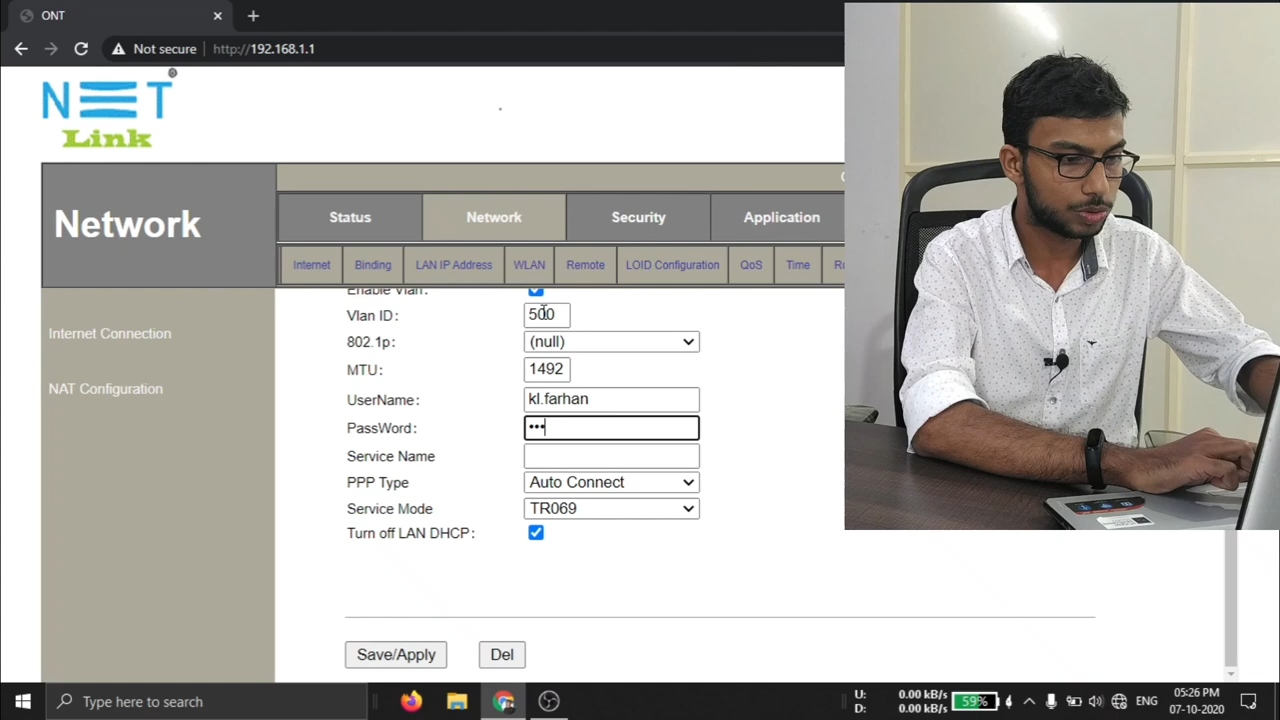 ONT
Not secure
http://192.168.1.1
NET
Link
Network
Status
Network
Security
Application
Internet
Binding
LAN IP Address
WLAN
Remote
LOID Configuration
QoS
Time
Internet Connection
NAT Configuration
Enable Vlan:
Vlan ID: 500
802.1p: (null)
MTU: 1492
UserName: kl.farhan
PassWord: •••
Service Name
PPP Type Auto Connect
Service Mode TR069
Turn off LAN DHCP:
Save/Apply Del
Type here to search
U: 0.00 kB/s
D: 0.00 kB/s
59%
ENG
05:26 PM
07-10-2020